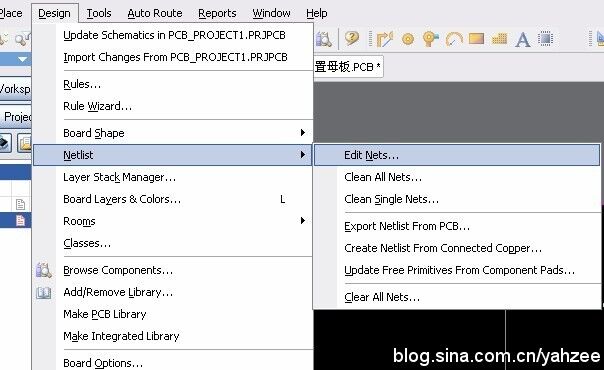 Place Design Tools Auto Route Reports Window Help
Update Schematics in PCB_PROJECT1.PRJPCB
Import Changes From PCB_PROJECT1.PRJPCB
置母板.PCB *
Rules...
Rule Wizard...
Board Shape
Netlist
Layer Stack Manager...
Board Layers & Colors... L
Rooms
Classes...
Browse Components...
Add/Remove Library...
Make PCB Library
Make Integrated Library
Board Options...
Edit Nets...
Clean All Nets...
Clean Single Nets...
Export Netlist From PCB...
Create Netlist From Connected Copper...
Update Free Primitives From Component Pads...
Clear All Nets...
blog.sina.com.cn/yahzee